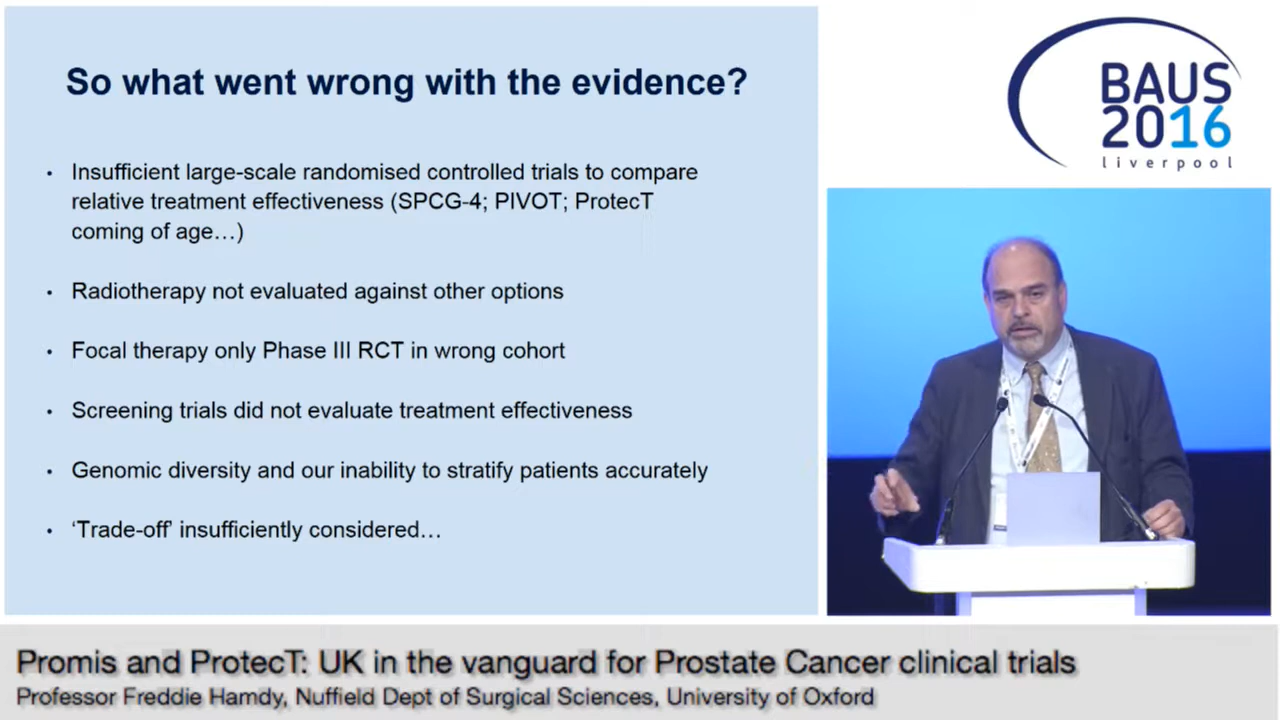 So what went wrong with the evidence?
• Insufficient large-scale randomised controlled trials to compare
relative treatment effectiveness (SPCG-4; PIVOT; ProtecT
coming of age…)
• Radiotherapy not evaluated against other options
• Focal therapy only Phase III RCT in wrong cohort
• Screening trials did not evaluate treatment effectiveness
• Genomic diversity and our inability to stratify patients accurately
• ‘Trade-off’ insufficiently considered…
BAUS
2016
liverpool
Promis and ProtecT: UK in the vanguard for Prostate Cancer clinical trials
Professor Freddie Hamdy, Nuffield Dept of Surgical Sciences, University of Oxford